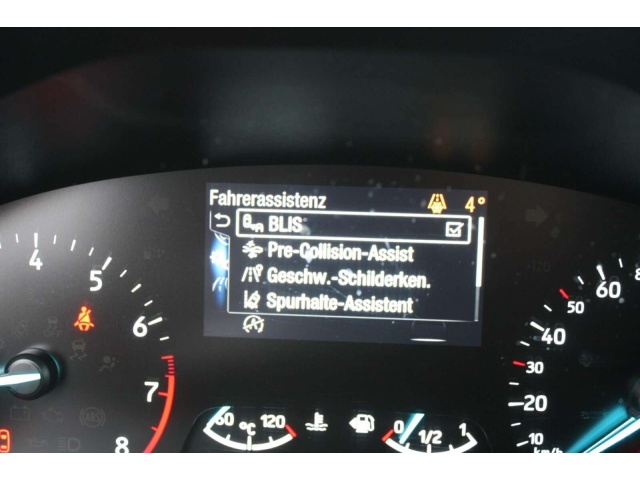 Fahrerassistenz 4°
BLIS
Pre-Collision-Assist
Geschw.-Schilderken.
Spurhalte-Assistent
4 5 6 7 8
60 120
°C
0 1/2 1
10 20 30 40 50 60
km/h